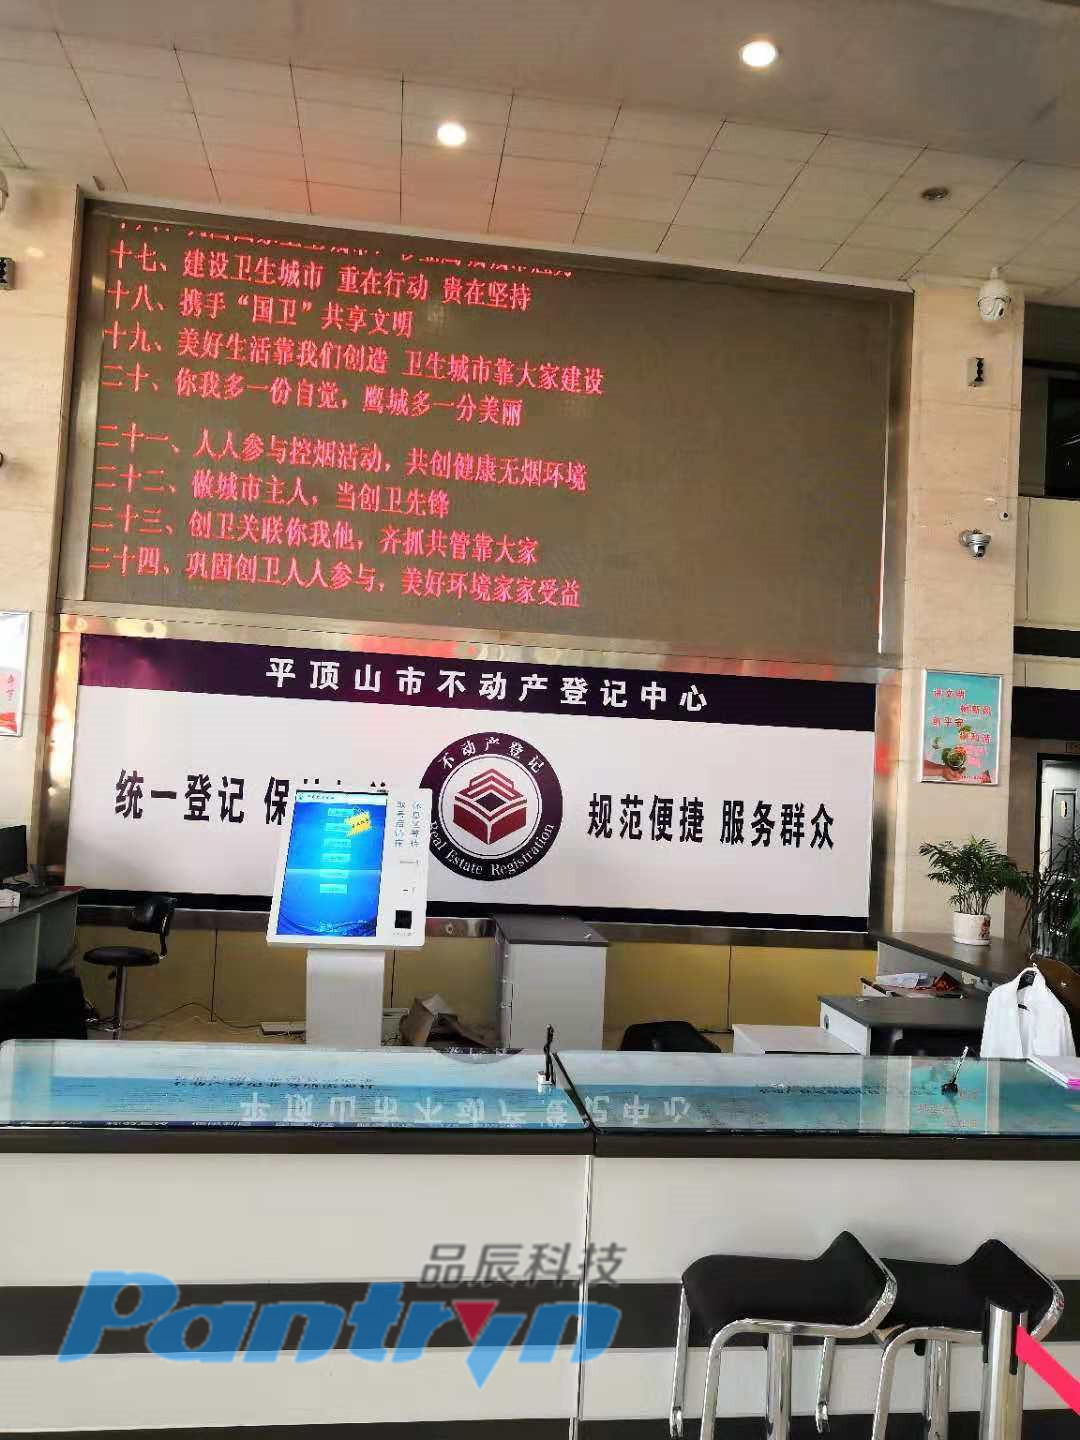 十七、建设卫生城市 重在行动 贵在坚持
十八、携手“国卫”共享文明
十九、美好生活靠我们创造 卫生城市靠大家建设
二十、你我多一份自觉，鹰城多一分美丽
二十一、人人参与控烟活动，共创健康无烟环境
二十二、做城市主人，当创卫先锋
二十三、创卫关联你我他，齐抓共管靠大家
二十四、巩固创卫人人参与，美好环境家家受益
平顶山市不动产登记中心
统一登记 保
不动产登记
Real Estate Registration
规范便捷 服务群众
讲文明
树新风
品辰科技
Pantryn